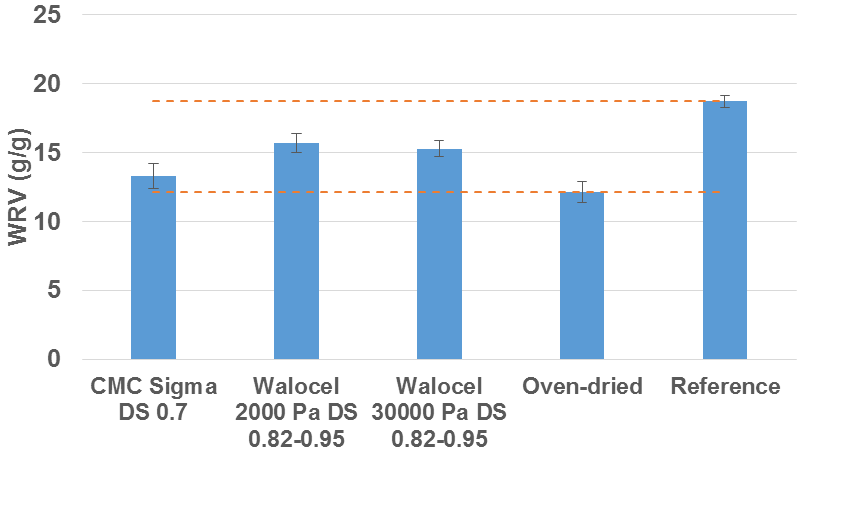 25
20
15
10
5
0
WRV (g/g)
CMC Sigma
DS 0.7
Walocel
2000 Pa DS
0.82-0.95
Walocel
30000 Pa DS
0.82-0.95
Oven-dried
Reference